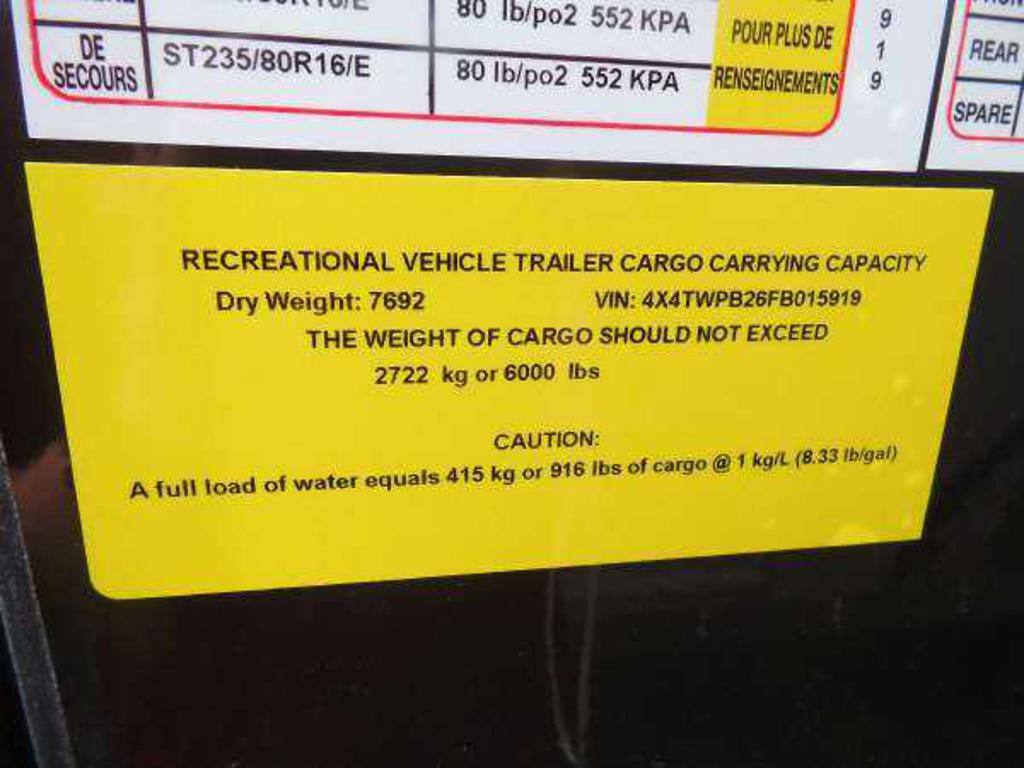 80 lb/po2 552 KPA
POUR PLUS DE
9
DE
SECOURS
ST235/80R16/E
80 lb/po2 552 KPA
RENSEIGNEMENTS
1
9
REAR
SPARE
RECREATIONAL VEHICLE TRAILER CARGO CARRYING CAPACITY
Dry Weight: 7692 VIN: 4X4TWPB26FB015919
THE WEIGHT OF CARGO SHOULD NOT EXCEED
2722 kg or 6000 lbs
CAUTION:
A full load of water equals 415 kg or 916 lbs of cargo @ 1 kg/L (8.33 lb/gal)